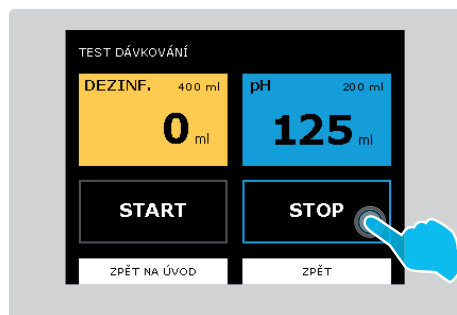 TEST DÁVKOVÁNÍ
DEZINF. 400 ml
0 ml
pH 200 ml
125 ml
START
STOP
ZPĚT NA ÚVOD
ZPĚT